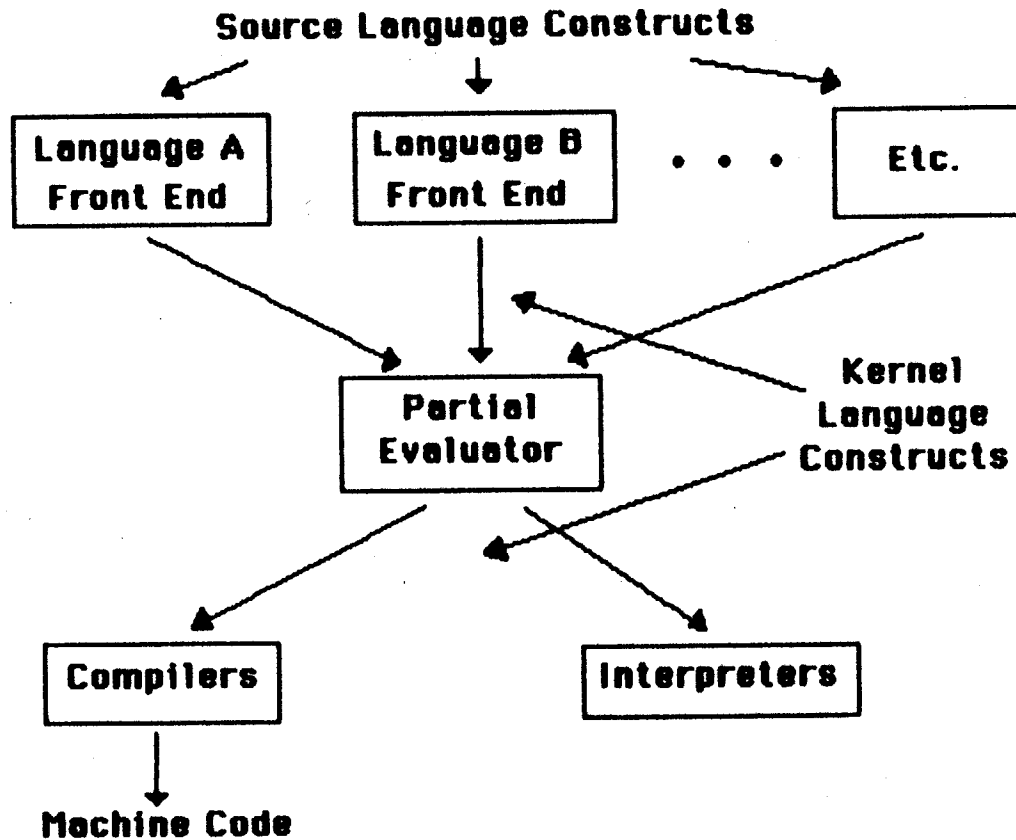 Source Language Constructs
Language A
Front End
Language B
Front End
• • •
Etc.
Kernel
Language
Constructs
Partial
Evaluator
Compilers
Interpreters
Machine Code